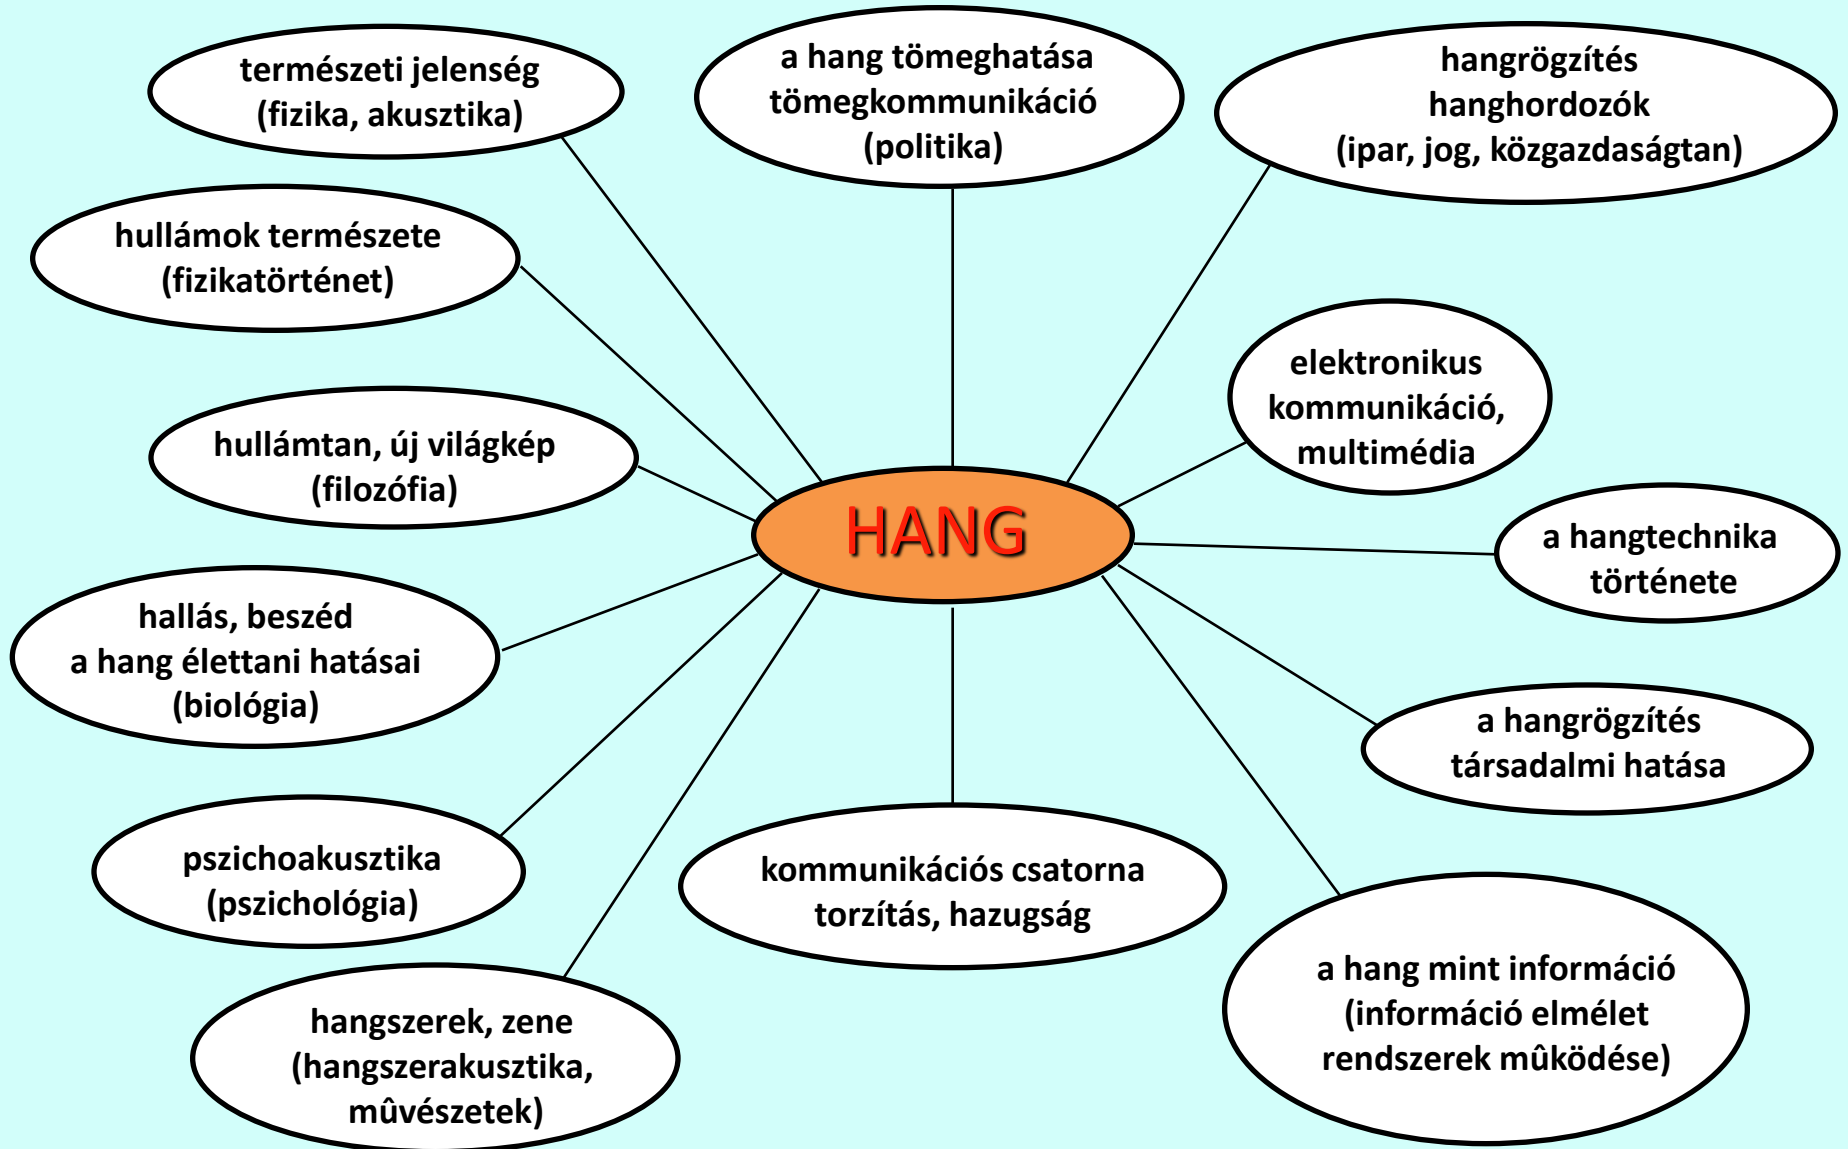 természeti jelenség
(fizika, akusztika)
a hang tömeghatása
tömegkommunikáció
(politika)
hangrögzítés
hanghordozók
(ipar, jog, közgazdaságtan)
hullámok természete
(fizikatörténet)
elektronikus
kommunikáció,
multimédia
hullámtan, új világkép
(filozófia)
HANG
a hangtechnika
története
hallás, beszéd
a hang élettani hatásai
(biológia)
a hangrögzítés
társadalmi hatása
pszichoakusztika
(pszichológia)
kommunikációs csatorna
torzítás, hazugság
a hang mint információ
(információ elmélet
rendszerek mûködése)
hangszerek, zene
(hangszerakusztika,
mûvészetek)